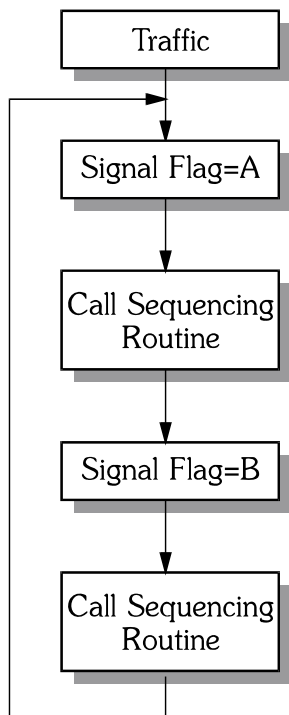 Traffic
Signal Flag=A
Call Sequencing
Routine
Signal Flag=B
Call Sequencing
Routine